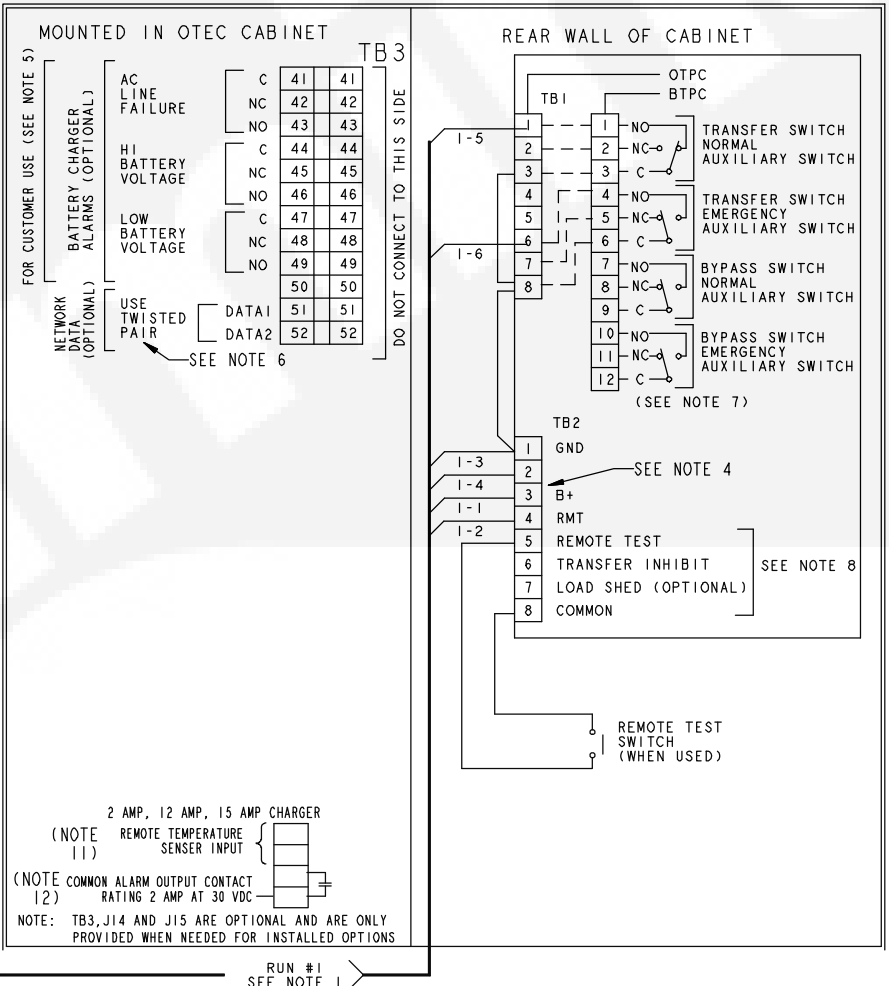 MOUNTED IN OTEC CABINET
TB3
FOR CUSTOMER USE (SEE NOTE 5)
BATTERY CHARGER
ALARMS (OPTIONAL)
AC
LINE
FAILURE
C 41 41
NC 42 42
NO 43 43
HI
BATTERY
VOLTAGE
C 44 44
NC 45 45
NO 46 46
LOW
BATTERY
VOLTAGE
C 47 47
NC 48 48
NO 49 49
50 50
NETWORK
DATA
(OPTIONAL)
USE
TWISTED
PAIR
DATA1 51 51
DATA2 52 52
SEE NOTE 6
DO NOT CONNECT TO THIS SIDE
2 AMP, 12 AMP, 15 AMP CHARGER
(NOTE
11)
REMOTE TEMPERATURE
SENSER INPUT
(NOTE
12)
COMMON ALARM OUTPUT CONTACT
RATING 2 AMP AT 30 VDC
NOTE: TB3,J14 AND J15 ARE OPTIONAL AND ARE ONLY
PROVIDED WHEN NEEDED FOR INSTALLED OPTIONS
REAR WALL OF CABINET
OTPC
BTPC
TB1
1-5
1-6
1
2
3
4
5
6
7
8
1 NO
2 NC
3 C
TRANSFER SWITCH
NORMAL
AUXILIARY SWITCH
4 NO
5 NC
6 C
TRANSFER SWITCH
EMERGENCY
AUXILIARY SWITCH
7 NO
8 NC
9 C
BYPASS SWITCH
NORMAL
AUXILIARY SWITCH
10 NO
11 NC
12 C
BYPASS SWITCH
EMERGENCY
AUXILIARY SWITCH
(SEE NOTE 7)
TB2
1-3
1-4
1-1
1-2
1 GND
2
3 B+
4 RMT
5 REMOTE TEST
6 TRANSFER INHIBIT
7 LOAD SHED (OPTIONAL)
8 COMMON
SEE NOTE 4
SEE NOTE 8
REMOTE TEST
SWITCH
(WHEN USED)
RUN #1
SEE NOTE 1